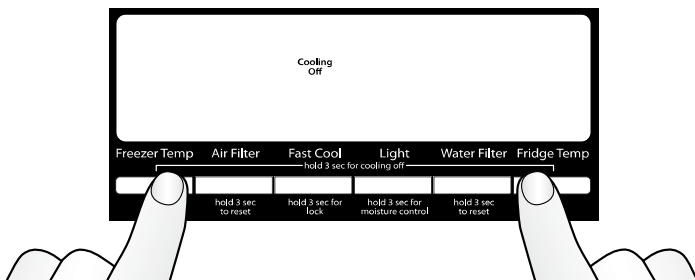 Cooling
Off
Freezer Temp Air Filter Fast Cool Light Water Filter Fridge Temp
hold 3 sec for cooling off
hold 3 sec
to reset
hold 3 sec for
lock
hold 3 sec for
moisture control
hold 3 sec
to reset